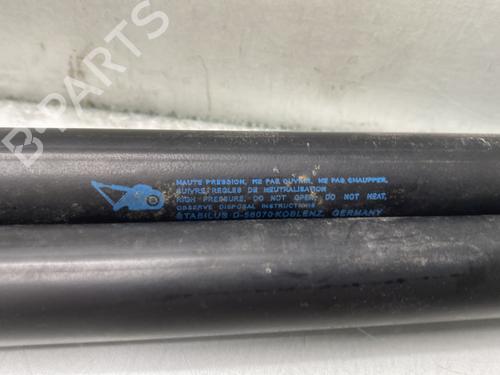 HAUTE PRESSION, NE PAS OUVRIR, NE PAS CHAUFFER,
SUIVRE REGLES DE NEUTRALISATION
HIGH PRESSURE, DO NOT OPEN, DO NOT HEAT,
OBSERVE DISPOSAL INSTRUCTIONS
STABILUS D-56070 KOBLENZ, GERMANY
B-PARTS